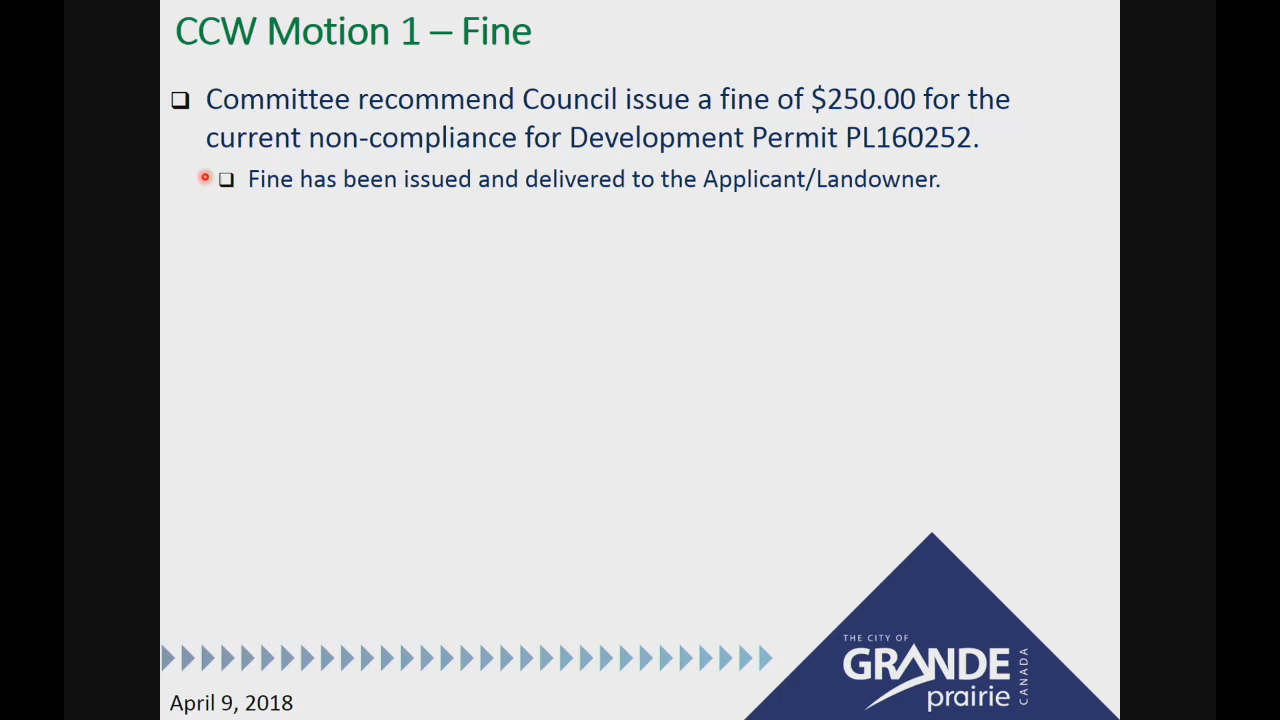 CCW Motion 1 – Fine
Committee recommend Council issue a fine of $250.00 for the
current non-compliance for Development Permit PL160252.
Fine has been issued and delivered to the Applicant/Landowner.
THE CITY OF
GRANDE
prairie
CANADA
April 9, 2018